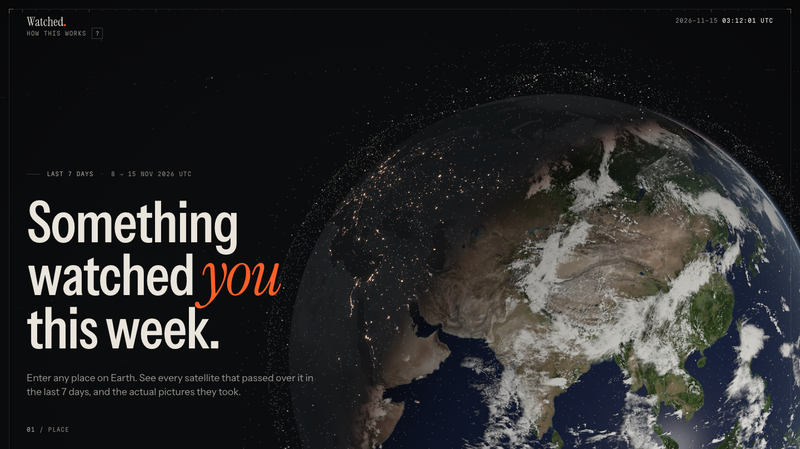 Watched.
HOW THIS WORKS ?
2026-11-15 03:12:01 UTC
LAST 7 DAYS 8 — 15 NOV 2026 UTC
Something
watched you
this week.
Enter any place on Earth. See every satellite that passed over it in
the last 7 days, and the actual pictures they took.
01 / PLACE